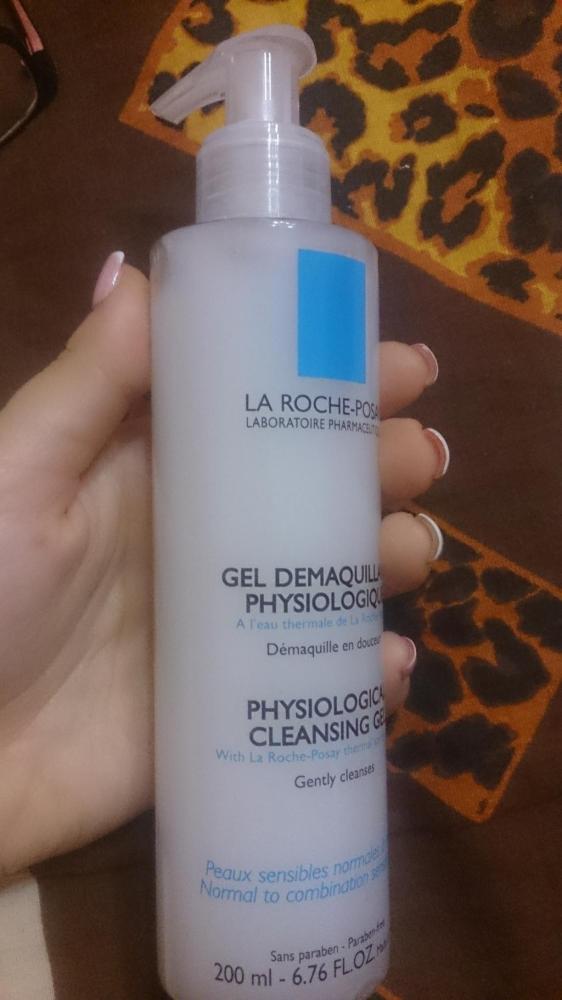 LA ROCHE-POSA
LABORATOIRE PHARMACEUTIQ
GEL DEMAQUILLA
PHYSIOLOGIQU
A l'eau thermale de La Roche
Démaquille en douceur
PHYSIOLOGICA
CLEANSING GE
With La Roche-Posay thermal
Gently cleanses
Peaux sensibles normales
Normal to combination sens
Sans paraben - Paraben-free
200 ml - 6.76 FL.OZ.